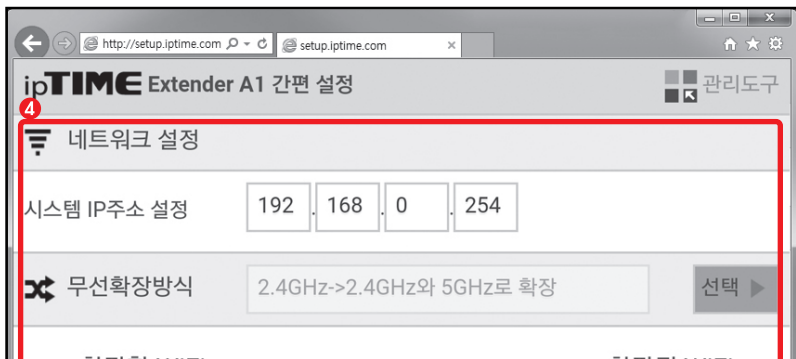 http://setup.iptime.com
setup.iptime.com
ipTIME Extender A1 간편 설정
관리도구
4
네트워크 설정
시스템 IP주소 설정 192 . 168 . 0 . 254
무선확장방식 2.4GHz->2.4GHz와 5GHz로 확장 선택